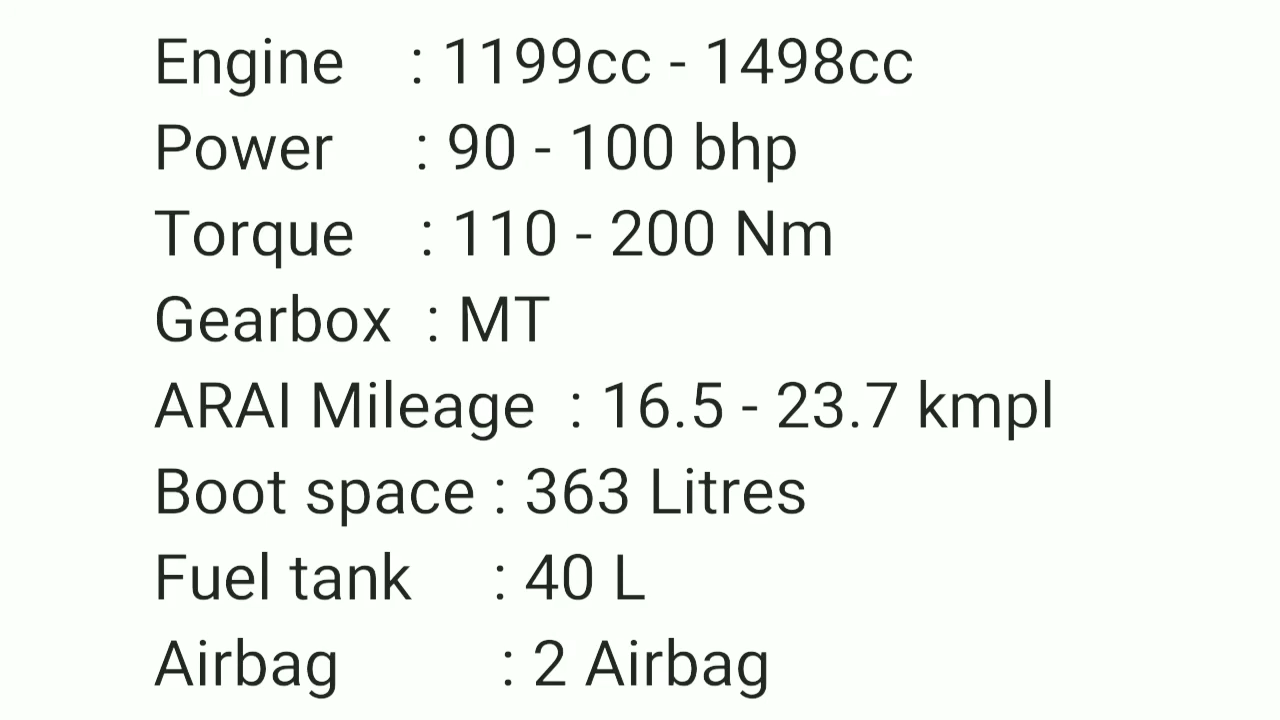 Engine : 1199cc - 1498cc
Power : 90 - 100 bhp
Torque : 110 - 200 Nm
Gearbox : MT
ARAI Mileage : 16.5 - 23.7 kmpl
Boot space : 363 Litres
Fuel tank : 40 L
Airbag : 2 Airbag